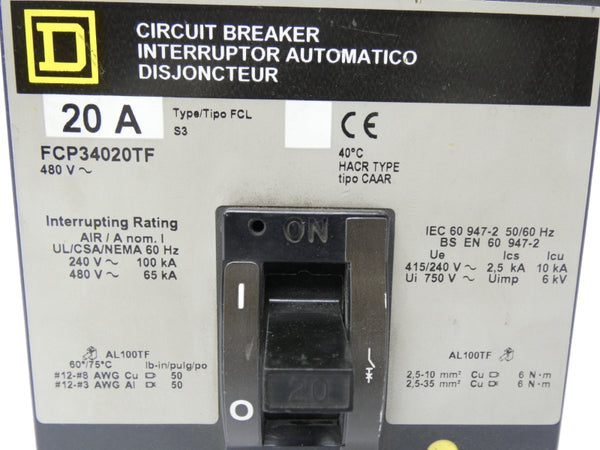 D
CIRCUIT BREAKER
INTERRUPTOR AUTOMATICO
DISJONCTEUR
20 A
Type/Tipo FCL
S3
CE
FCP34020TF
480 V ~
40°C
HACR TYPE
tipo CAAR
Interrupting Rating
AIR / A nom. I
UL/CSA/NEMA 60 Hz
240 V ~ 100 kA
480 V ~ 65 kA
ON
IEC 60 947-2 50/60 Hz
BS EN 60 947-2
Ue Ics Icu
415/240 V ~ 2,5 kA 10 kA
Ui 750 V ~ Uimp 6 kV
I
O
20
AL100TF
60°/75°C lb-in/pulg/po
#12-#8 AWG Cu 50
#12-#3 AWG Al 50
AL100TF
2,5-10 mm² Cu 6 N·m
2,5-35 mm² Cu 6 N·m